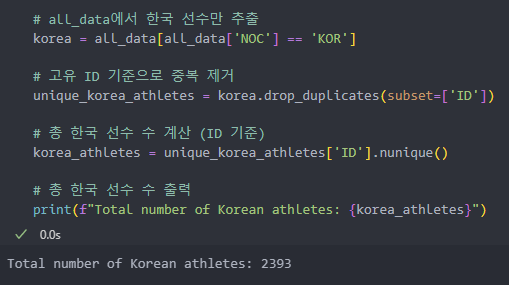 # all_data에서 한국 선수만 추출
korea = all_data[all_data['NOC'] == 'KOR']
# 고유 ID 기준으로 중복 제거
unique_korea_athletes = korea.drop_duplicates(subset=['ID'])
# 총 한국 선수 수 계산 (ID 기준)
korea_athletes = unique_korea_athletes['ID'].nunique()
# 총 한국 선수 수 출력
print(f"Total number of Korean athletes: {korea_athletes}")
✓ 0.0s
Total number of Korean athletes: 2393